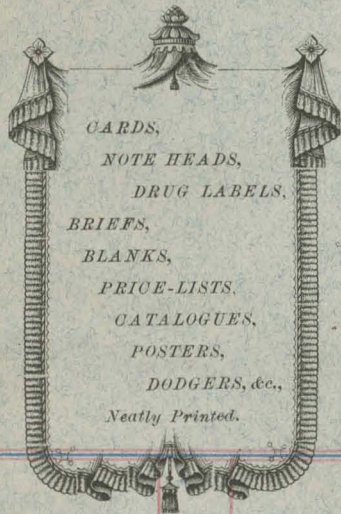 CARDS,
NOTE HEADS,
DRUG LABELS,
BRIEFS,
BLANKS,
PRICE-LISTS,
CATALOGUES,
POSTERS,
DODGERS, &c.,
Neatly Printed.